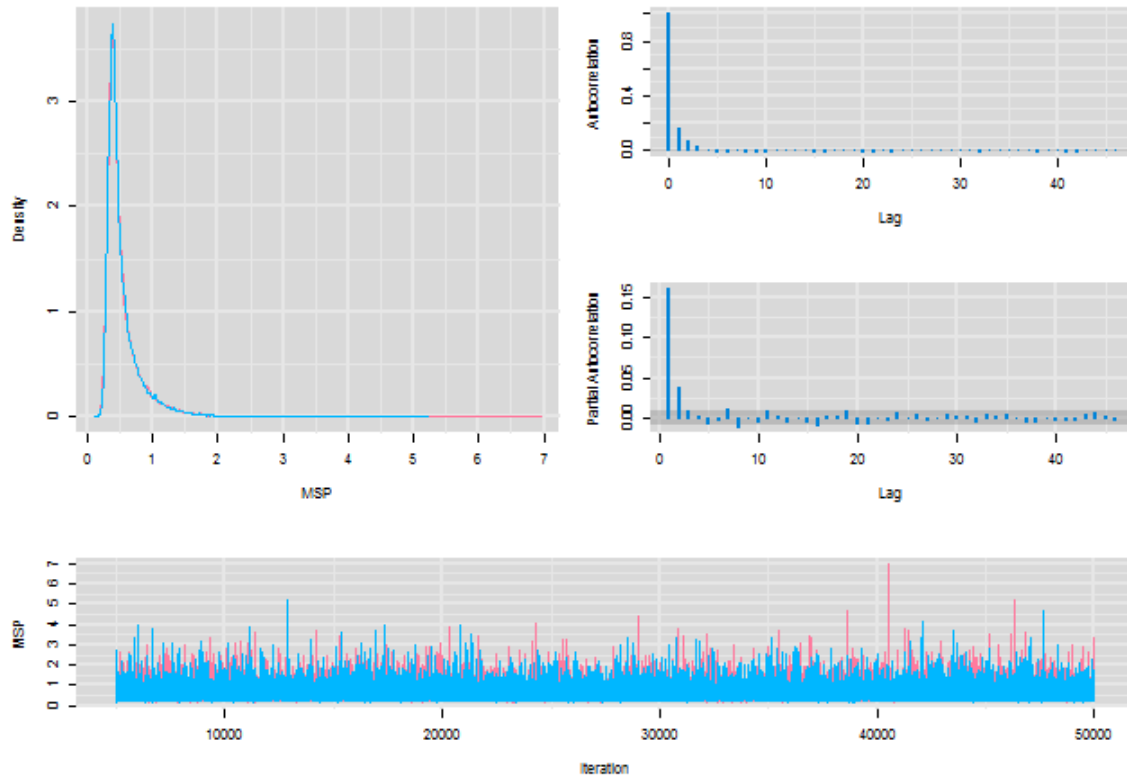 Density
3
2
1
0
0 1 2 3 4 5 6 7
MSP
Autocorrelation
0.8
0.4
0.0
0 10 20 30 40
Lag
Partial Autocorrelation
0.15
0.10
0.05
0.00
0 10 20 30 40
Lag
MSP
7
6
5
4
3
2
1
0
10000 20000 30000 40000 50000
Iteration